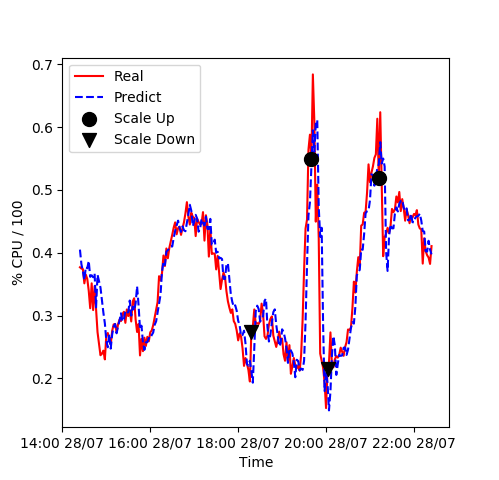 0.7
0.6
0.5
0.4
0.3
0.2
% CPU / 100
Real
Predict
Scale Up
Scale Down
14:00 28/07 16:00 28/07 18:00 28/07 20:00 28/07 22:00 28/07
Time